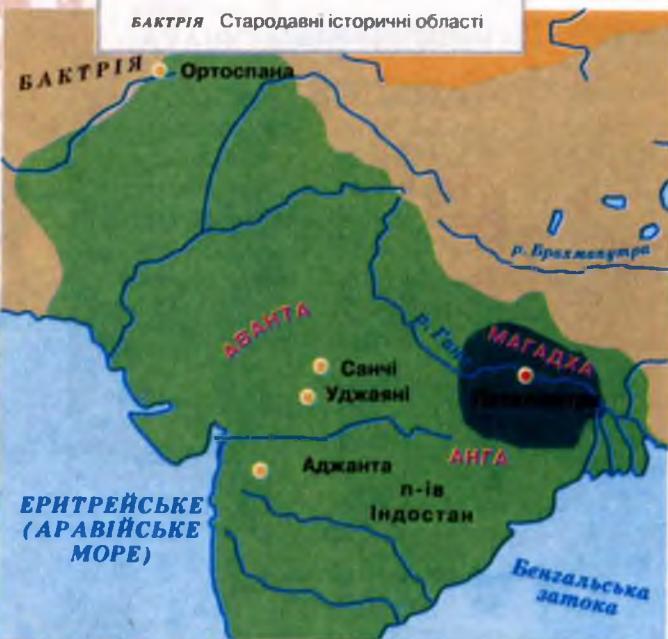 БАКТРІЯ Стародавні історичні області
БАКТРІЯ
Ортоспана
р. Брахмапутра
АВАНТА
р. Ганг
МАГАДХА
Санчі
Уджаяні
Аджанта
АНГА
п-ів
Індостан
ЕРИТРЕЙСЬКЕ
(АРАВІЙСЬКЕ
МОРЕ)
Бенгальська
затока